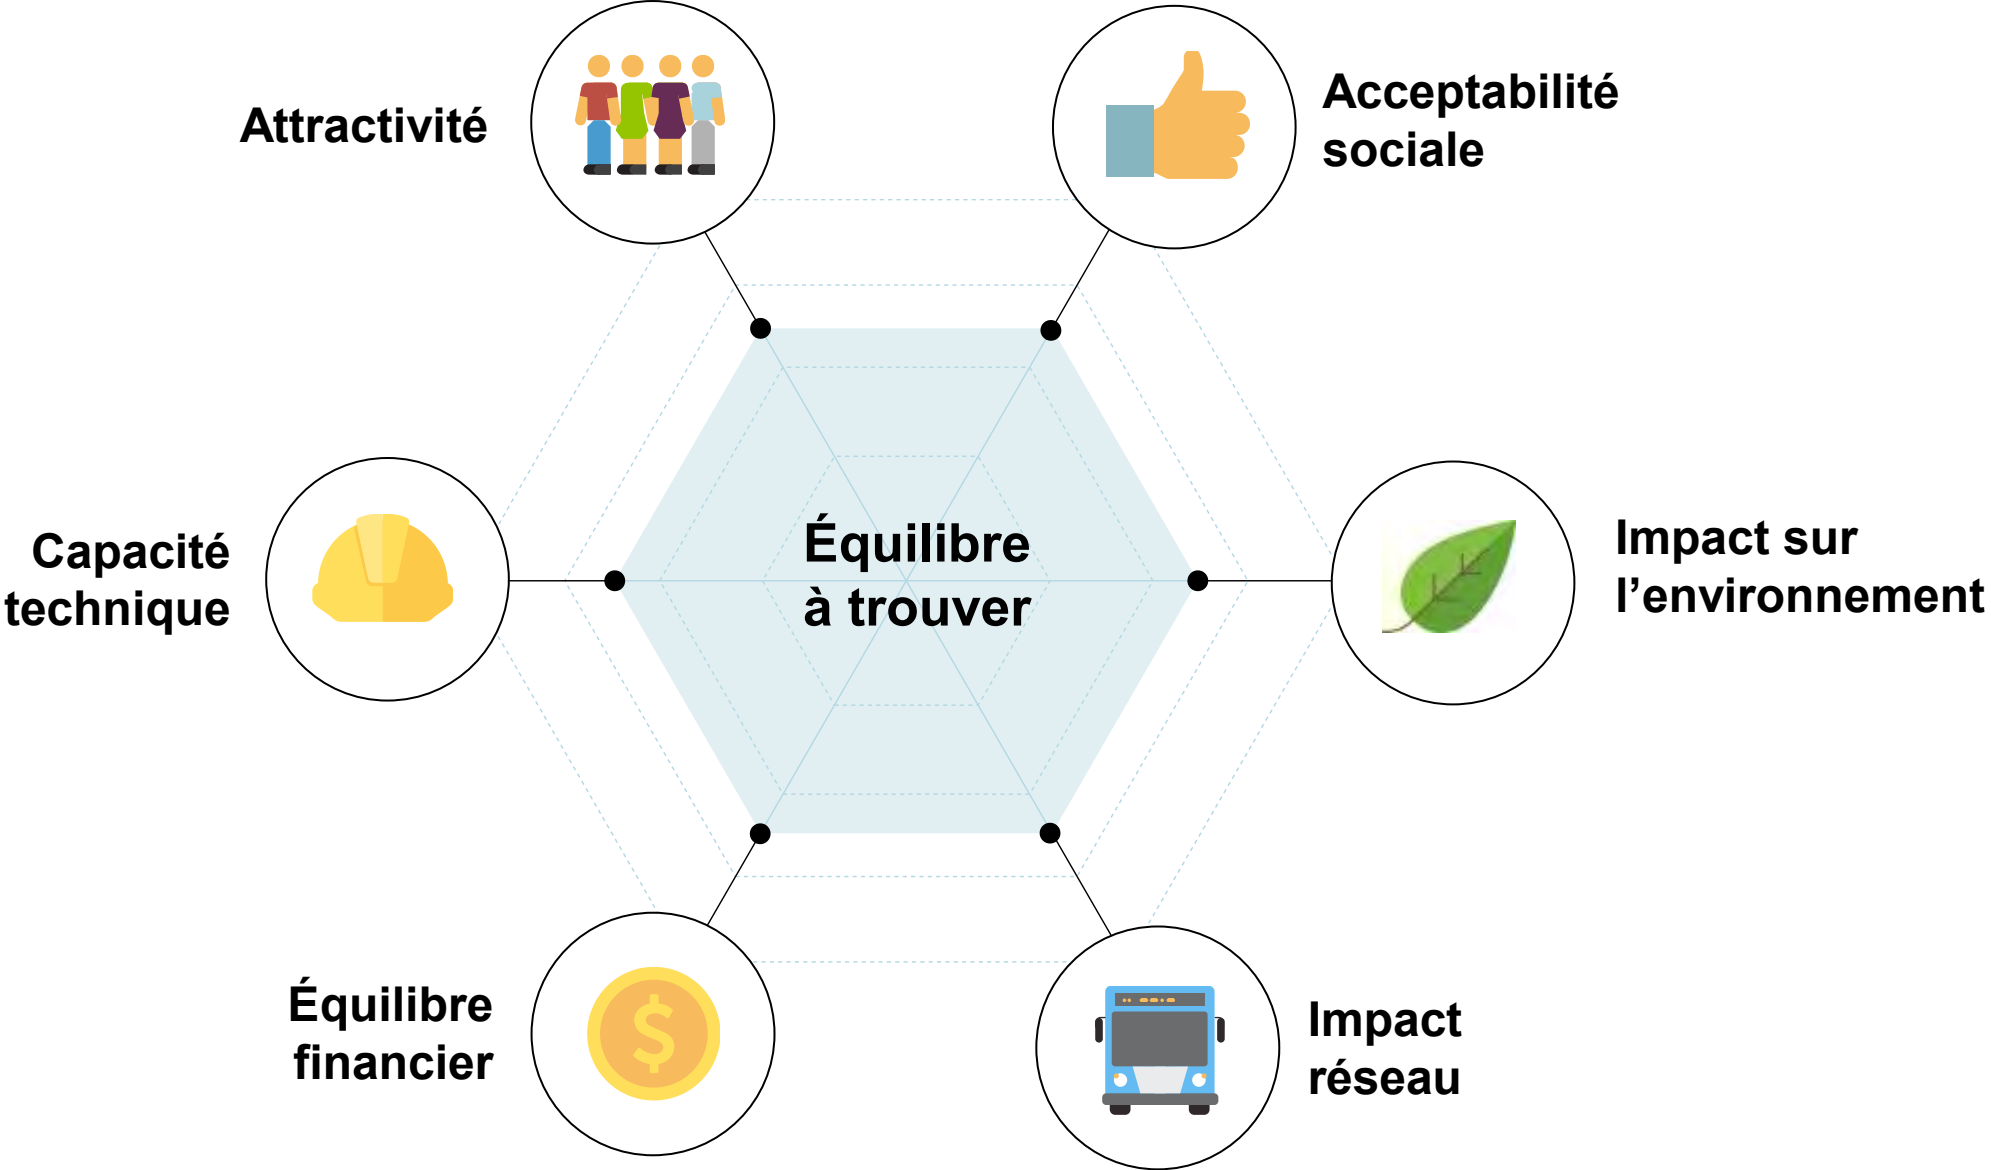 Attractivité
Acceptabilité
sociale
Capacité
technique
Équilibre
à trouver
Impact sur
l’environnement
Équilibre
financier
Impact
réseau